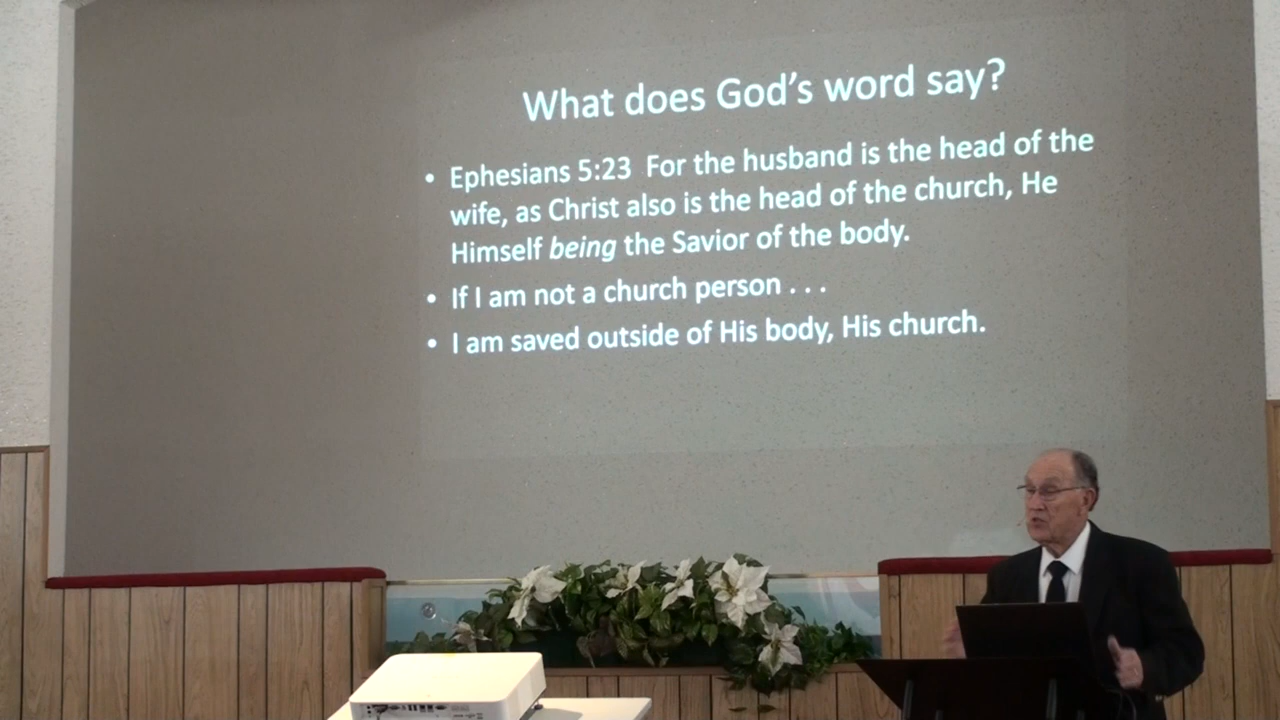 What does God's word say?
• Ephesians 5:23 For the husband is the head of the
wife, as Christ also is the head of the church, He
Himself being the Savior of the body.
• If I am not a church person . . .
• I am saved outside of His body, His church.